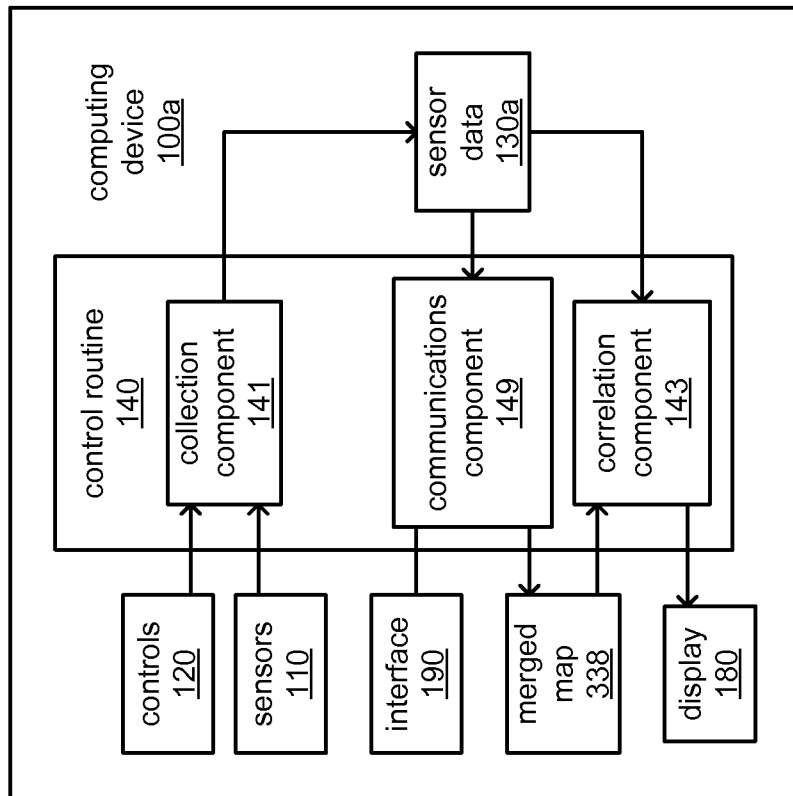 computing
device
100a
control routine
140
controls
120
sensors
110
collection
component
141
sensor
data
130a
interface
190
communications
component
149
merged
map
338
correlation
component
143
display
180